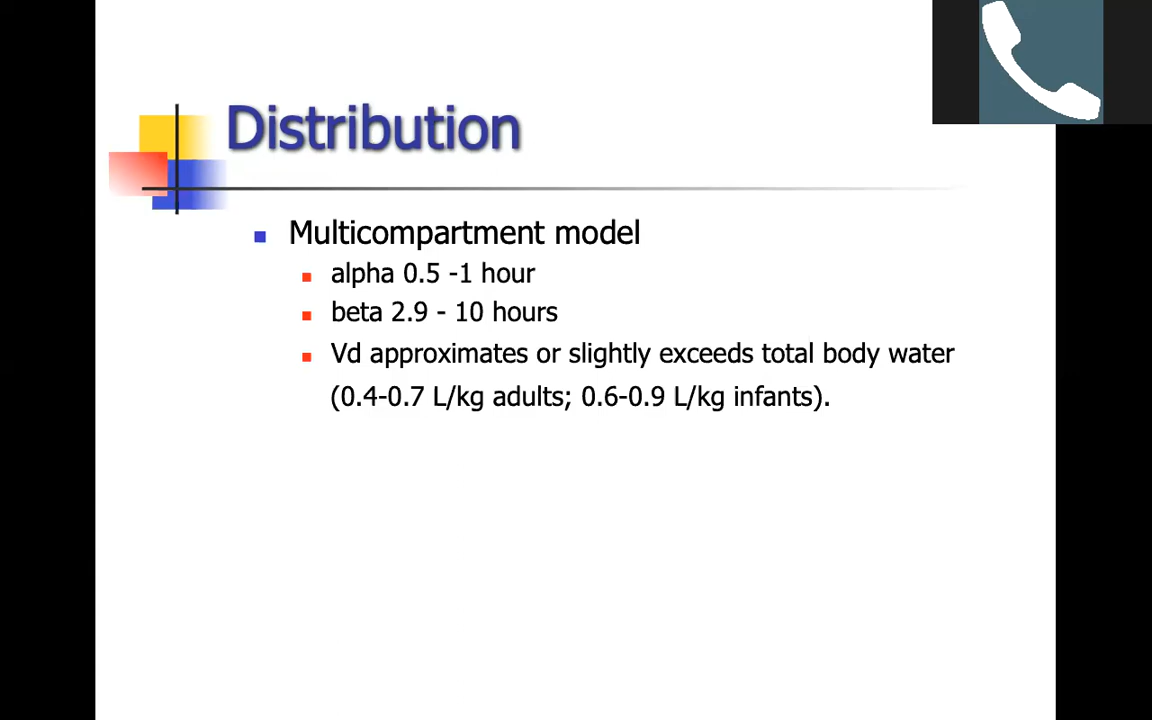 Distribution
Multicompartment model
alpha 0.5 -1 hour
beta 2.9 - 10 hours
Vd approximates or slightly exceeds total body water
(0.4-0.7 L/kg adults; 0.6-0.9 L/kg infants).